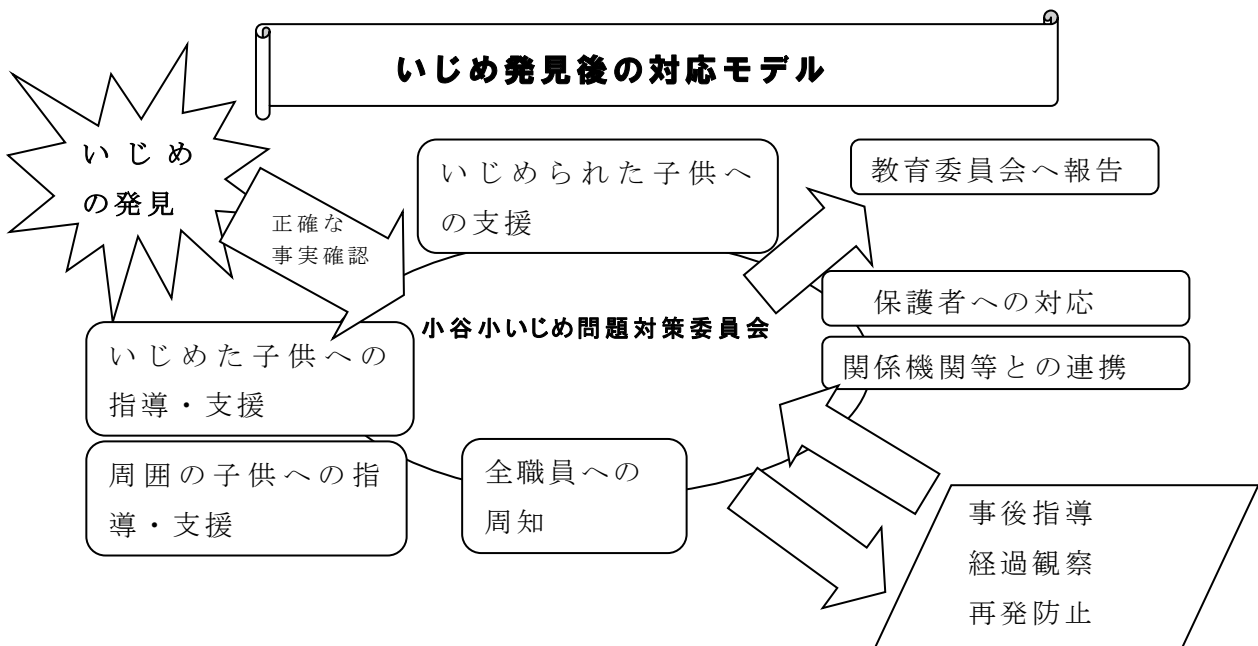 いじめ発見後の対応モデル
いじめ
の発見
正確な
事実確認
いじめられた子供へ
の支援
教育委員会へ報告
保護者への対応
関係機関等との連携
小谷小いじめ問題対策委員会
いじめた子供への
指導・支援
周囲の子供への指
導・支援
全職員への
周知
事後指導
経過観察
再発防止